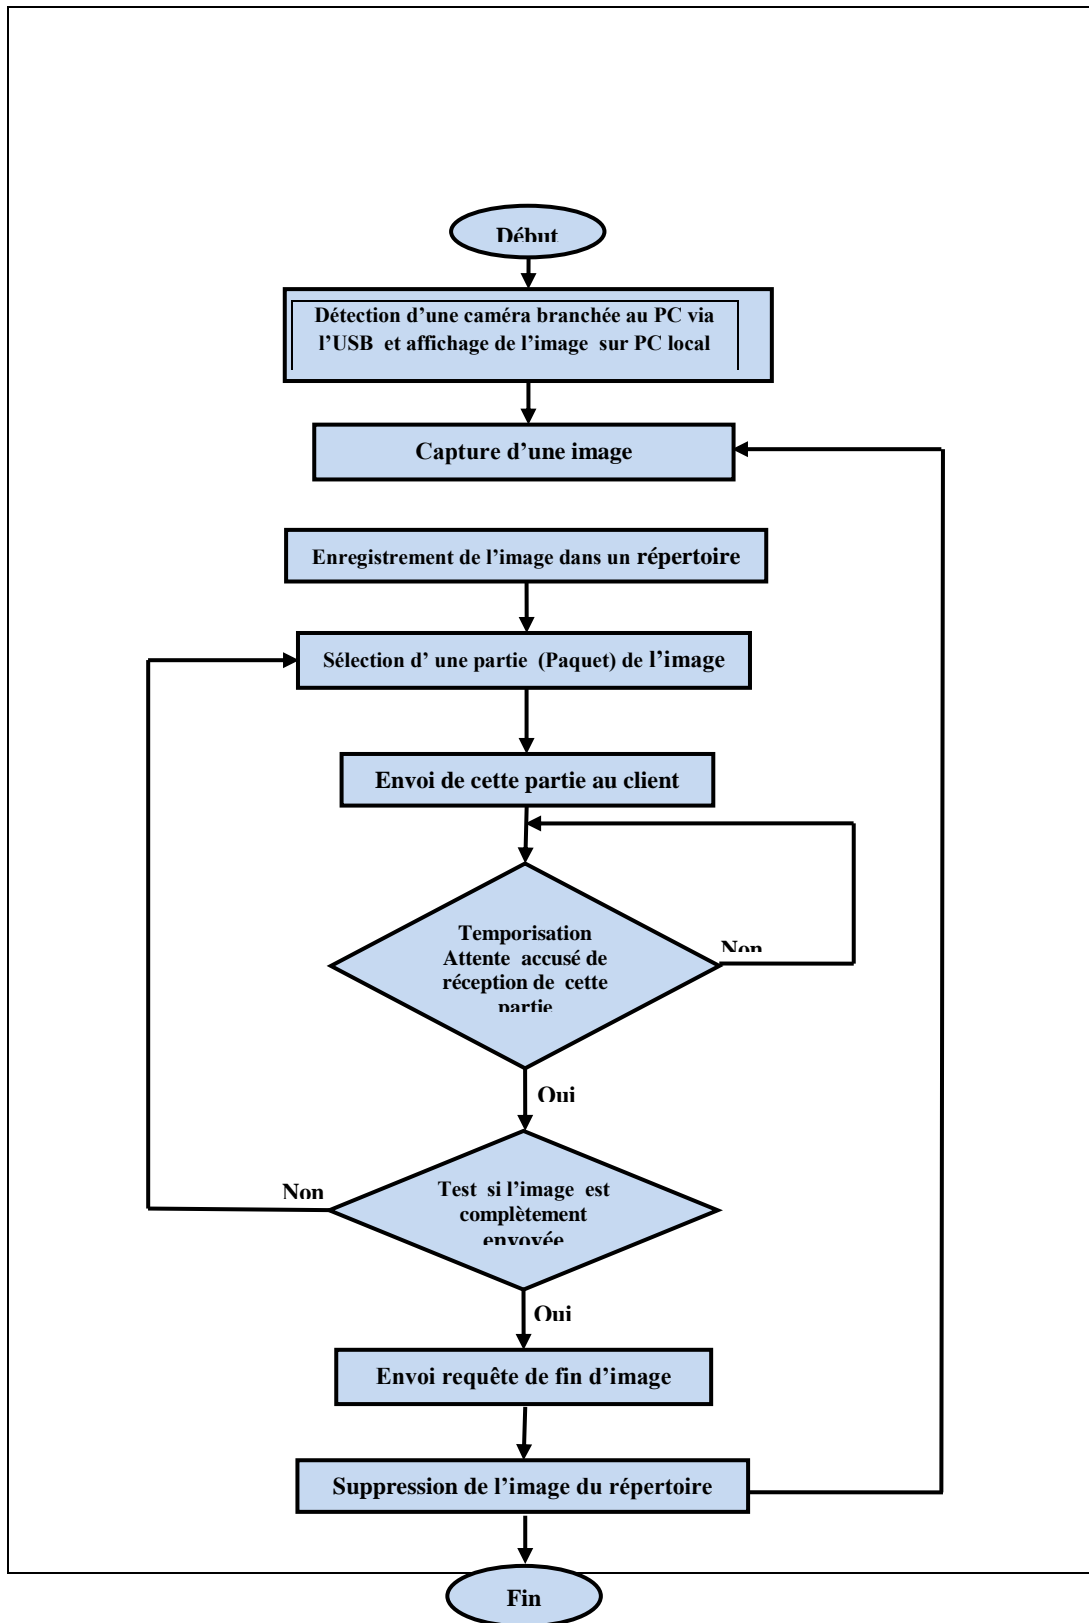 Début
Détection d’une caméra branchée au PC via
l’USB et affichage de l’image sur PC local
Capture d’une image
Enregistrement de l’image dans un répertoire
Sélection d’ une partie (Paquet) de l’image
Envoi de cette partie au client
Temporisation
Attente accusé de
réception de cette
partie
Non
Oui
Test si l’image est
complètement
envoyée
Non
Oui
Envoi requête de fin d’image
Suppression de l’image du répertoire
Fin